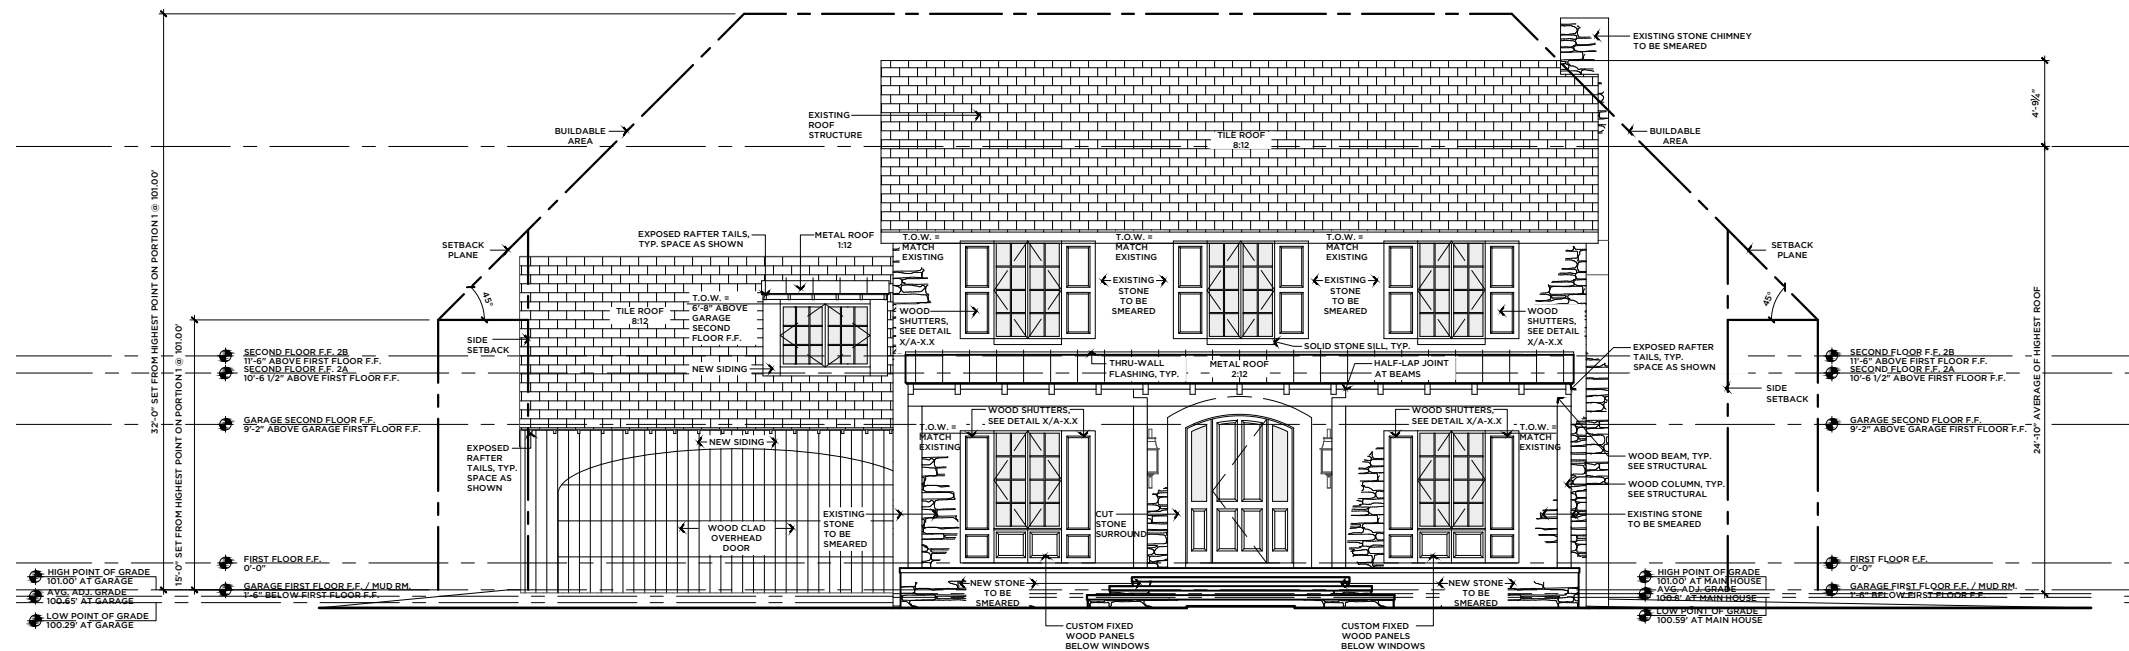 EXISTING STONE CHIMNEY
TO BE SMEARED
4'-9¾"
EXISTING
ROOF
STRUCTURE
BUILDABLE
AREA
TILE ROOF
8:12
BUILDABLE
AREA
32'-0" SET FROM HIGHEST POINT ON PORTION 1 @ 101.00'
SETBACK
PLANE
EXPOSED RAFTER TAILS,
TYP. SPACE AS SHOWN
METAL ROOF
1:12
T.O.W. =
MATCH
EXISTING
T.O.W. =
MATCH
EXISTING
T.O.W. =
MATCH
EXISTING
SETBACK
PLANE
EXISTING
STONE
TO BE
SMEARED
EXISTING
STONE
TO BE
SMEARED
45°
45°
TILE ROOF
8:12
T.O.W. =
6'-8" ABOVE
GARAGE
SECOND
FLOOR F.F.
WOOD
SHUTTERS,
SEE DETAIL
X/A-X.X
WOOD
SHUTTERS,
SEE DETAIL
X/A-X.X
15'-0" SET FROM HIGHEST POINT ON PORTION 1 @ 101.00'
24'-10" AVERAGE OF HIGHEST ROOF
SIDE
SETBACK
SOLID STONE SILL, TYP.
EXPOSED RAFTER
TAILS, TYP.
SPACE AS SHOWN
SECOND FLOOR F.F. 2B
11'-6" ABOVE FIRST FLOOR F.F.
SECOND FLOOR F.F. 2A
10'-6 1/2" ABOVE FIRST FLOOR F.F.
NEW SIDING
THRU-WALL
FLASHING, TYP.
METAL ROOF
2:12
HALF-LAP JOINT
AT BEAMS
SECOND FLOOR F.F. 2B
11'-6" ABOVE FIRST FLOOR F.F.
SECOND FLOOR F.F. 2A
10'-6 1/2" ABOVE FIRST FLOOR F.F.
SIDE
SETBACK
GARAGE SECOND FLOOR F.F.
9'-2" ABOVE GARAGE FIRST FLOOR F.F.
WOOD SHUTTERS,
SEE DETAIL X/A-X.X
WOOD SHUTTERS,
SEE DETAIL X/A-X.X
GARAGE SECOND FLOOR F.F.
9'-2" ABOVE GARAGE FIRST FLOOR F.F.
T.O.W. =
MATCH
EXISTING
T.O.W. =
MATCH
EXISTING
NEW SIDING
EXPOSED
RAFTER
TAILS, TYP.
SPACE AS
SHOWN
WOOD BEAM, TYP.
SEE STRUCTURAL
WOOD COLUMN, TYP.
SEE STRUCTURAL
WOOD CLAD
OVERHEAD
DOOR
EXISTING
STONE
TO BE
SMEARED
CUT
STONE
SURROUND
EXISTING STONE
TO BE SMEARED
FIRST FLOOR F.F.
0'-0"
FIRST FLOOR F.F.
0'-0"
HIGH POINT OF GRADE
101.00' AT GARAGE
AVG. ADJ. GRADE
100.65' AT GARAGE
LOW POINT OF GRADE
100.29' AT GARAGE
GARAGE FIRST FLOOR F.F. / MUD RM.
1'-6" BELOW FIRST FLOOR F.F.
NEW STONE
TO BE
SMEARED
NEW STONE
TO BE
SMEARED
HIGH POINT OF GRADE
101.00' AT MAIN HOUSE
AVG. ADJ. GRADE
100.8' AT MAIN HOUSE
LOW POINT OF GRADE
100.59' AT MAIN HOUSE
GARAGE FIRST FLOOR F.F. / MUD RM.
1'-6" BELOW FIRST FLOOR F.F.
CUSTOM FIXED
WOOD PANELS
BELOW WINDOWS
CUSTOM FIXED
WOOD PANELS
BELOW WINDOWS